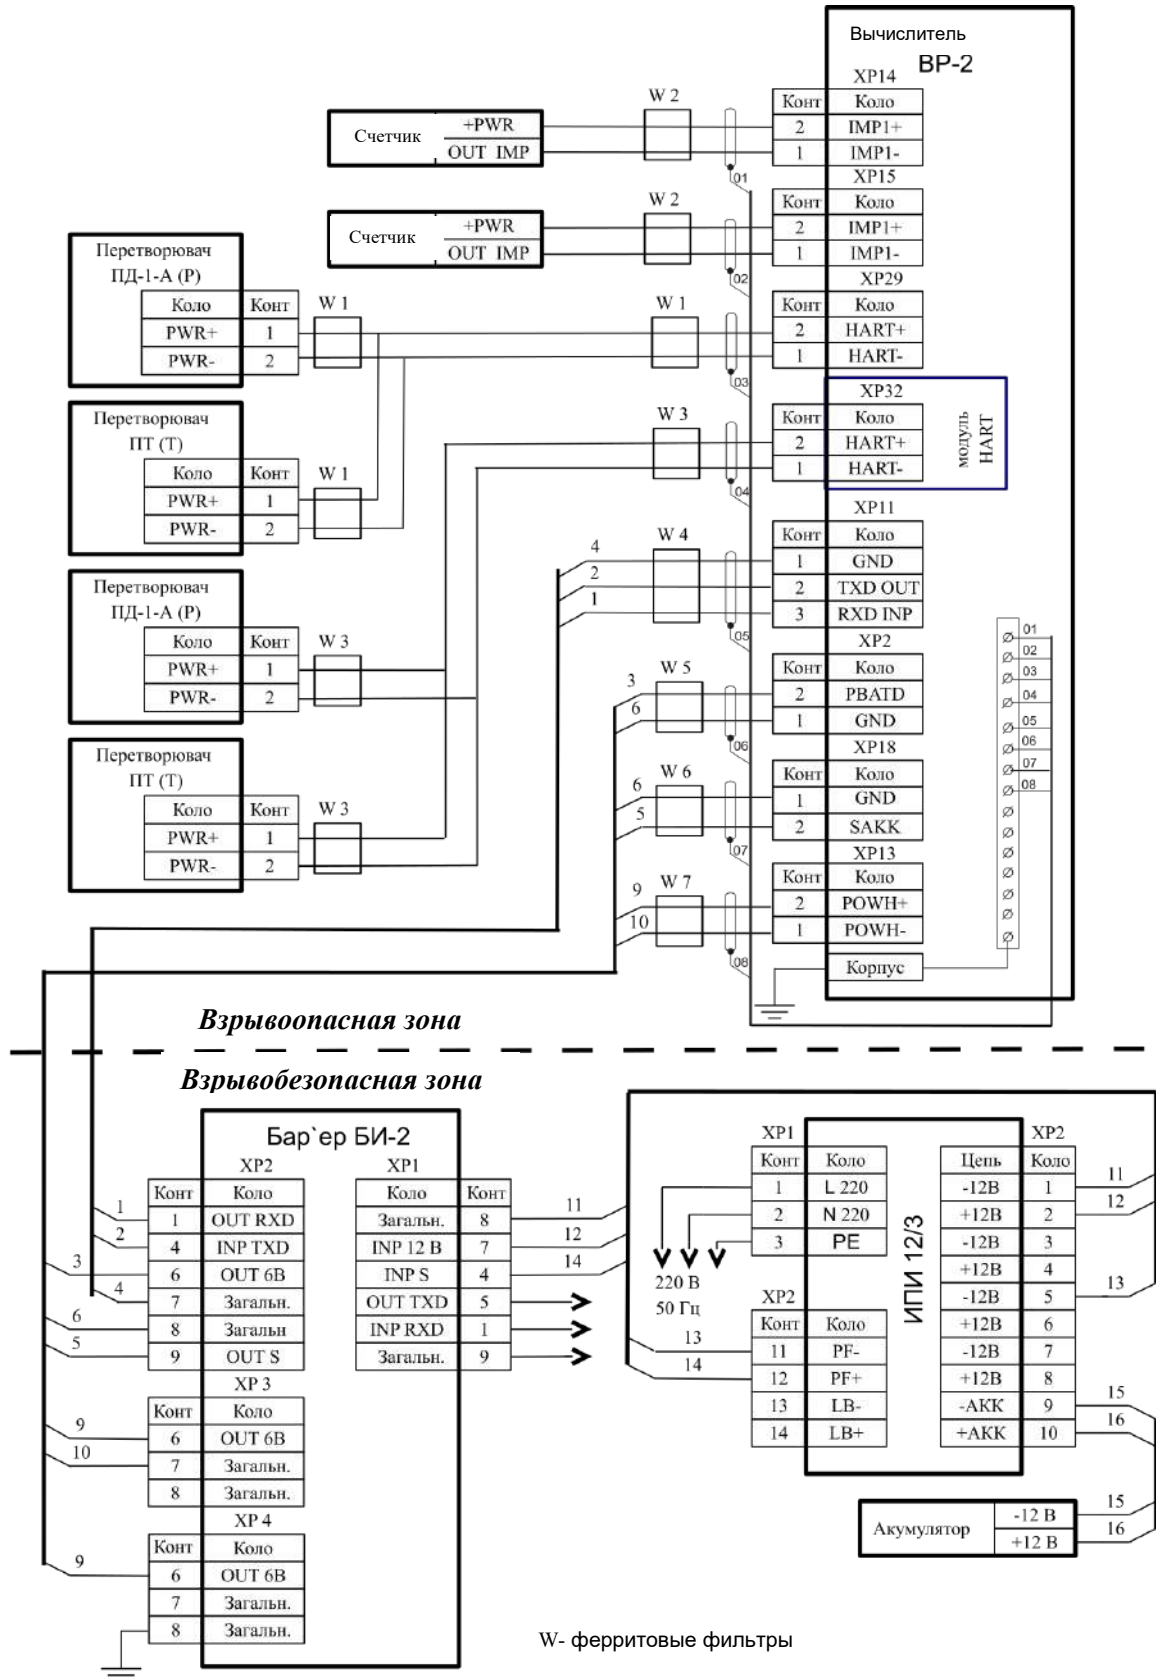 Вычислитель
ВР-2
XP14
Конт Коло
2 IMP1+
1 IMP1-
W 2
Счетчик +PWR
OUT IMP
01
XP15
Конт Коло
2 IMP1+
1 IMP1-
W 2
Счетчик +PWR
OUT IMP
02
XP29
Конт Коло
2 HART+
1 HART-
W 1
03
Перетворювач
ПД-1-А (Р)
Коло Конт
PWR+ 1
PWR- 2
W 1
XP32
Конт Коло
2 HART+
1 HART-
модуль
HART
W 3
04
Перетворювач
ПТ (Т)
Коло Конт
PWR+ 1
PWR- 2
W 1
XP11
Конт Коло
1 GND
2 TXD OUT
3 RXD INP
W 4
4
2
1
05
Перетворювач
ПД-1-А (Р)
Коло Конт
PWR+ 1
PWR- 2
W 3
XP2
Конт Коло
2 PBATD
1 GND
W 5
3
6
06
Перетворювач
ПТ (Т)
Коло Конт
PWR+ 1
PWR- 2
W 3
XP18
Конт Коло
1 GND
2 SAKK
W 6
6
5
07
XP13
Конт Коло
2 POWH+
1 POWH-
W 7
9
10
08
Корпус
01
02
03
04
05
06
07
08
Взрывоопасная зона
Взрывобезопасная зона
Бар`ер БИ-2
XP2
Конт Коло
1 1 OUT RXD
2 4 INP TXD
3 6 OUT 6В
4 7 Загальн.
6 8 Загальн
5 9 OUT S
XP 3
Конт Коло
9 6 OUT 6В
10 7 Загальн.
8 Загальн.
XP 4
Конт Коло
9 6 OUT 6В
7 Загальн.
8 Загальн.
XP1
Коло Конт
Загальн. 8 11
INP 12 В 7 12
INP S 4 14
OUT TXD 5
INP RXD 1
Загальн. 9
ИПИ 12/3
XP1
Конт Коло
1 L 220
2 N 220
3 PE
220 В
50 Гц
XP2
Конт Коло
13 11 PF-
14 12 PF+
13 LB-
14 LB+
XP2
Цепь Коло
-12В 1 11
+12В 2 12
-12В 3
+12В 4
-12В 5 13
+12В 6
-12В 7
+12В 8
-АКК 9 15
+АКК 10 16
Акумулятор -12 В 15
+12 В 16
W- ферритовые фильтры